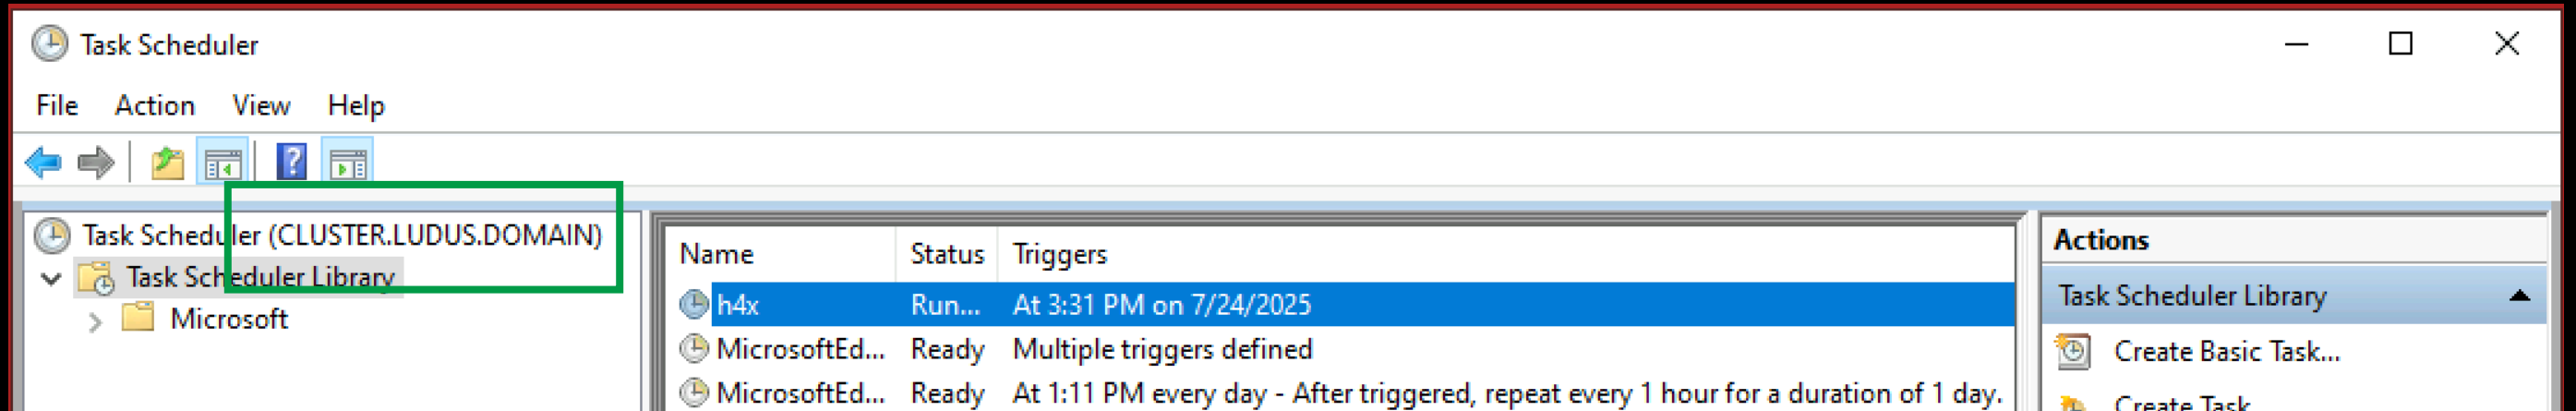 Task Scheduler
File Action View Help
Task Scheduler (CLUSTER.LUDUS.DOMAIN)
Task Scheduler Library
Microsoft
Name Status Triggers
h4x Run... At 3:31 PM on 7/24/2025
MicrosoftEd... Ready Multiple triggers defined
MicrosoftEd... Ready At 1:11 PM every day - After triggered, repeat every 1 hour for a duration of 1 day.
Actions
Task Scheduler Library
Create Basic Task...
Create Task